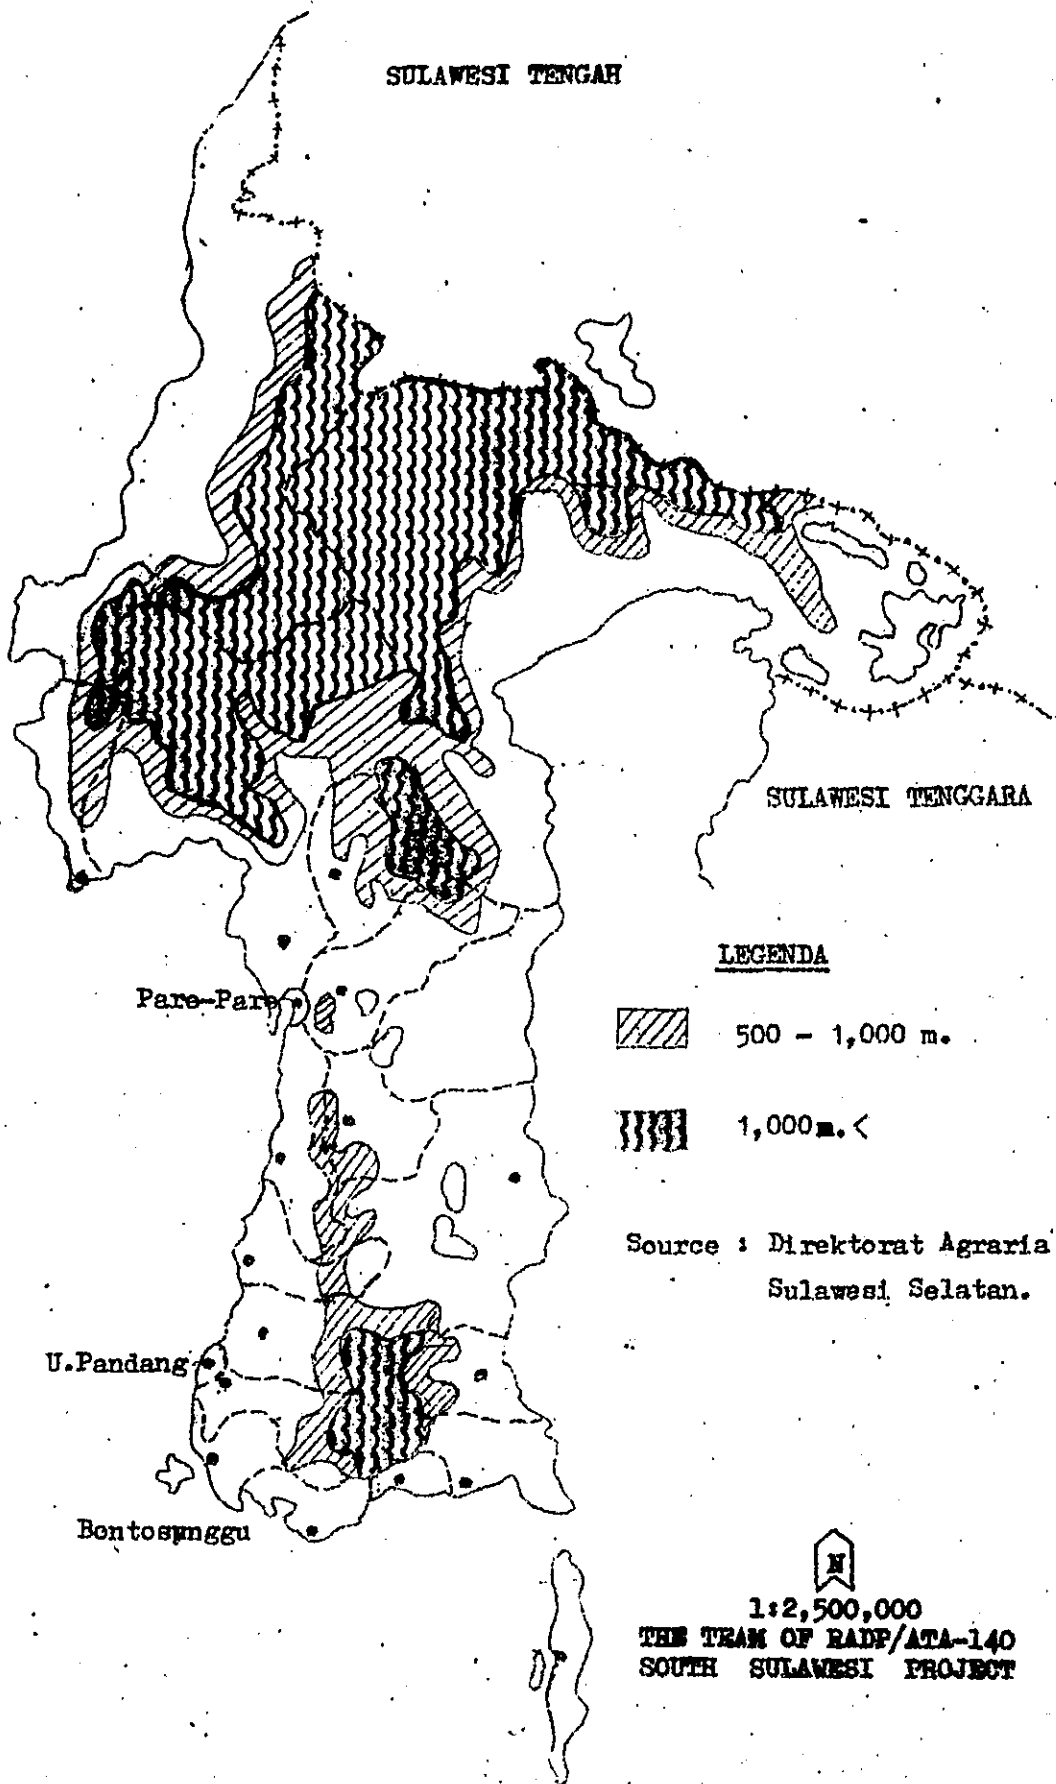 SULAWESI TENGAH
SULAWESI TENGGARA
LEGENDA
Pare-Pare
500 - 1,000 m.
1,000m. <
Source : Direktorat Agraria
Sulawesi Selatan.
U.Pandang
Bontosunggu
N
1:2,500,000
THE TEAM OF RADP/ATA-140
SOUTH SULAWESI PROJECT